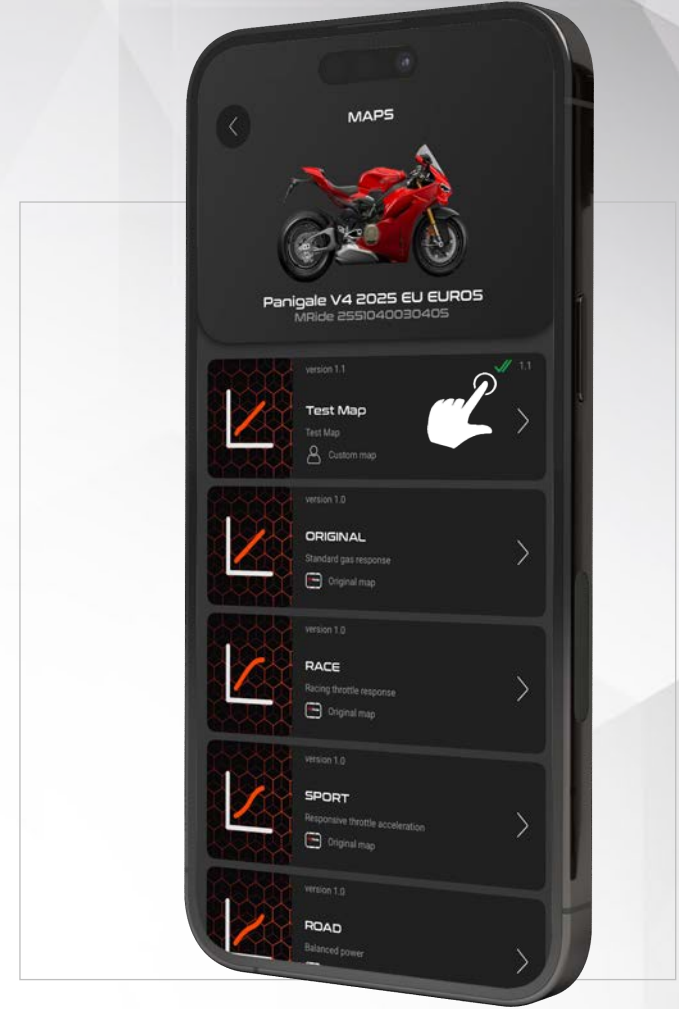 MAPS
Panigale V4 2025 EU EURO5
MRide 2551040030405
version 1.1
1.1
Test Map
Test Map
Custom map
version 1.0
ORIGINAL
Standard gas response
Original map
version 1.0
RACE
Racing throttle response
Original map
version 1.0
SPORT
Responsive throttle acceleration
Original map
version 1.0
ROAD
Balanced power